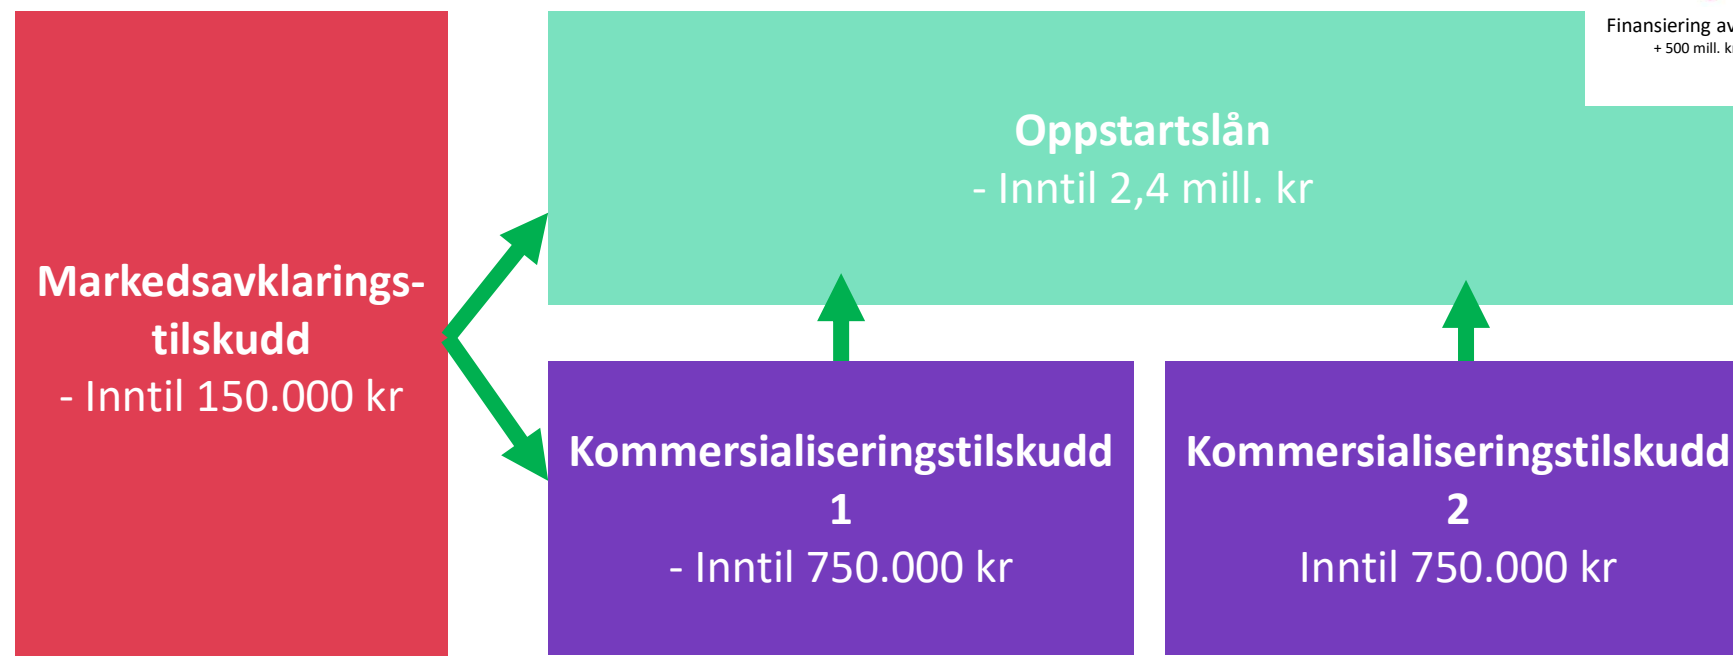 Finansiering av
+ 500 mill. k
Oppstartslån
- Inntil 2,4 mill. kr
Markedsavklarings-
tilskudd
- Inntil 150.000 kr
Kommersialiseringstilskudd
1
- Inntil 750.000 kr
Kommersialiseringstilskudd
2
Inntil 750.000 kr